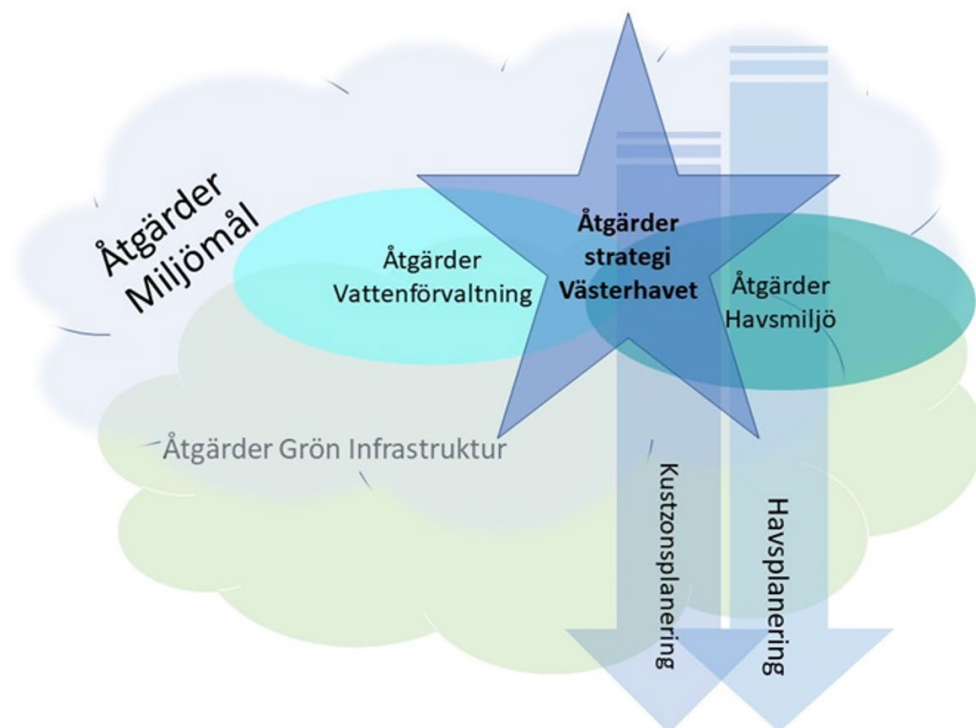 Åtgärder
Miljömål
Åtgärder
Vattenförvaltning
Åtgärder
strategi
Västerhavet
Åtgärder
Havsmiljö
Åtgärder Grön Infrastruktur
Kustzonsplanering
Havsplanering